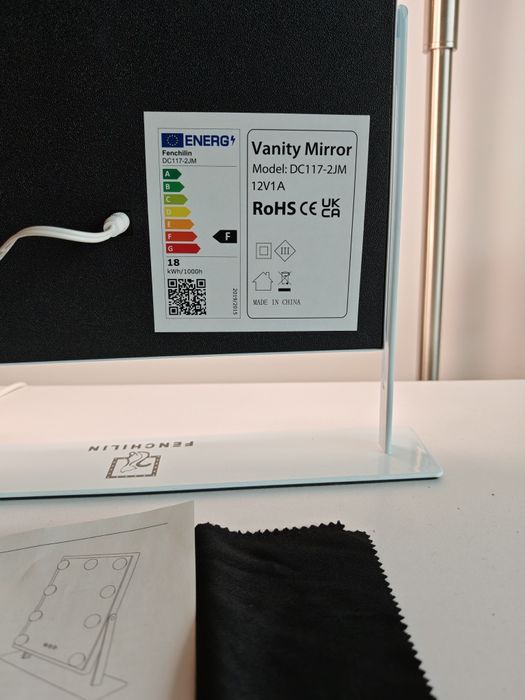 ENERG
Fenchilin
DC117-2JM
A
B
C
D
E
F
G
F
18
kWh/1000h
2019/2015
Vanity Mirror
Model: DC117-2JM
12V1A
RoHS CE UK
CA
III
MADE IN CHINA
FENCHILIN